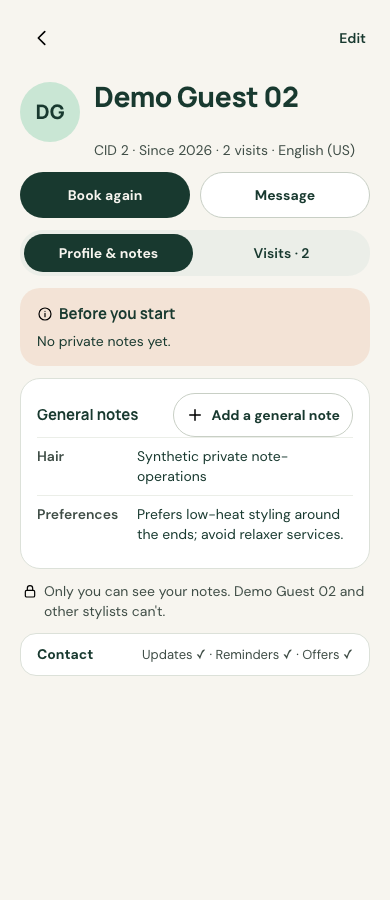 Edit
DG
Demo Guest 02
CID 2 · Since 2026 · 2 visits · English (US)
Book again
Message
Profile & notes
Visits · 2
Before you start
No private notes yet.
General notes
Add a general note
Hair
Synthetic private note-
operations
Preferences
Prefers low-heat styling around
the ends; avoid relaxer services.
Only you can see your notes. Demo Guest 02 and
other stylists can't.
Contact
Updates ✓ · Reminders ✓ · Offers ✓